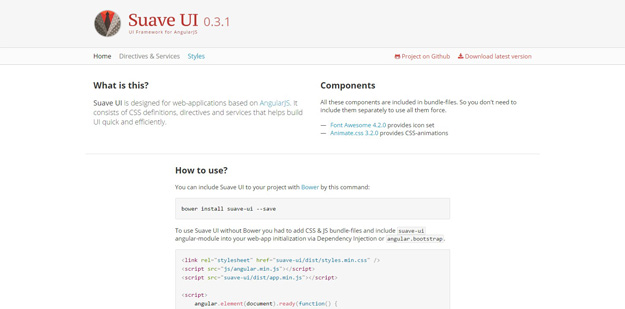 Suave UI 0.3.1
UI Framework for AngularJS
Home Directives & Services Styles
Project on Github Download latest version
What is this?
Suave UI is designed for web-applications based on AngularJS. It
consists of CSS definitions, directives and services that helps build
UI quick and efficiently.
Components
All these components are included in bundle-files. So you don't need to
include them separately to use all them force.
— Font Awesome 4.2.0 provides icon set
— Animate.css 3.2.0 provides CSS-animations
How to use?
You can include Suave UI to your project with Bower by this command:
bower install suave-ui --save
To use Suave UI without Bower you had to add CSS & JS bundle-files and include suave-ui
angular-module into your web-app initialization via Dependency Injection or angular.bootstrap.
<link rel="stylesheet" href="suave-ui/dist/styles.min.css" />
<script src="js/angular.min.js"></script>
<script src="suave-ui/dist/app.min.js"></script>
<script>
angular.element(document).ready(function() {